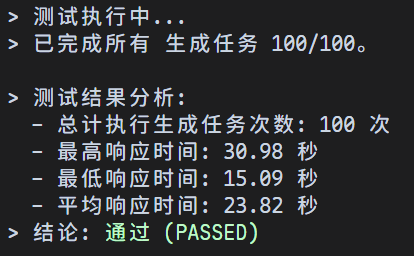 > 测试执行中...
> 已完成所有 生成任务 100/100。
> 测试结果分析:
- 总计执行生成任务次数: 100 次
- 最高响应时间: 30.98 秒
- 最低响应时间: 15.09 秒
- 平均响应时间: 23.82 秒
> 结论: 通过 (PASSED)